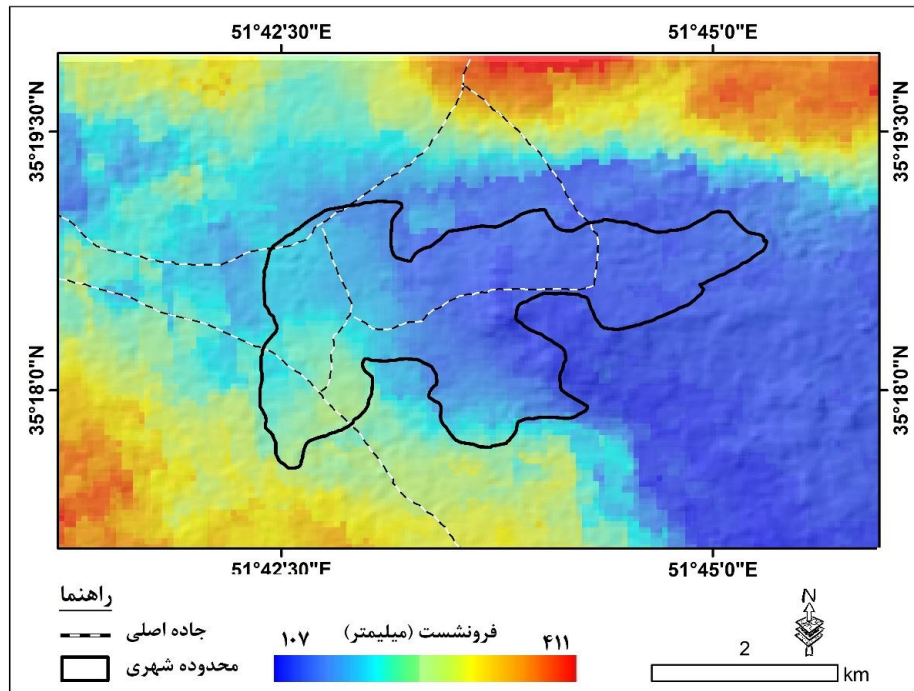 51°42'30"E 51°45'0"E
35°19'30"N 35°19'30"N
35°18'0"N 35°18'0"N
51°42'30"E 51°45'0"E
راهنما
جاده اصلی
محدوده شهری
فرونشست (میلیمتر)
۱۰۷ ۴۱۱
N
2
km